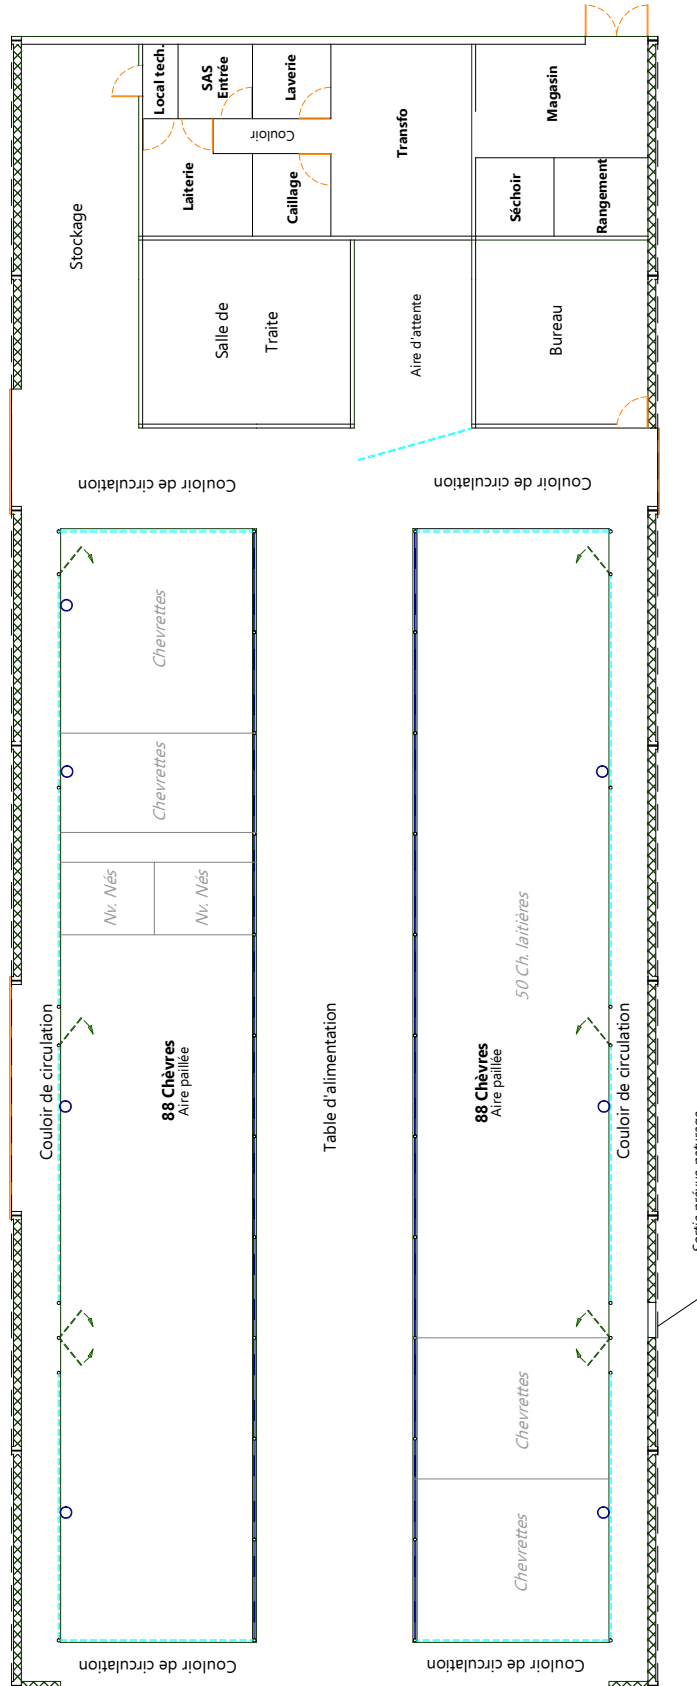 Local tech.
SAS
Entrée
Laverie
Couloir
Laiterie
Caillage
Transfo
Magasin
Séchoir
Rangement
Stockage
Salle de
Traite
Aire d'attente
Bureau
Couloir de circulation
Couloir de circulation
Chevrettes
Chevrettes
Nv. Nés
Nv. Nés
50 Ch. laitières
Couloir de circulation
88 Chèvres
Aire paillée
Table d'alimentation
88 Chèvres
Aire paillée
Couloir de circulation
Chevrettes
Chevrettes
Couloir de circulation
Couloir de circulation